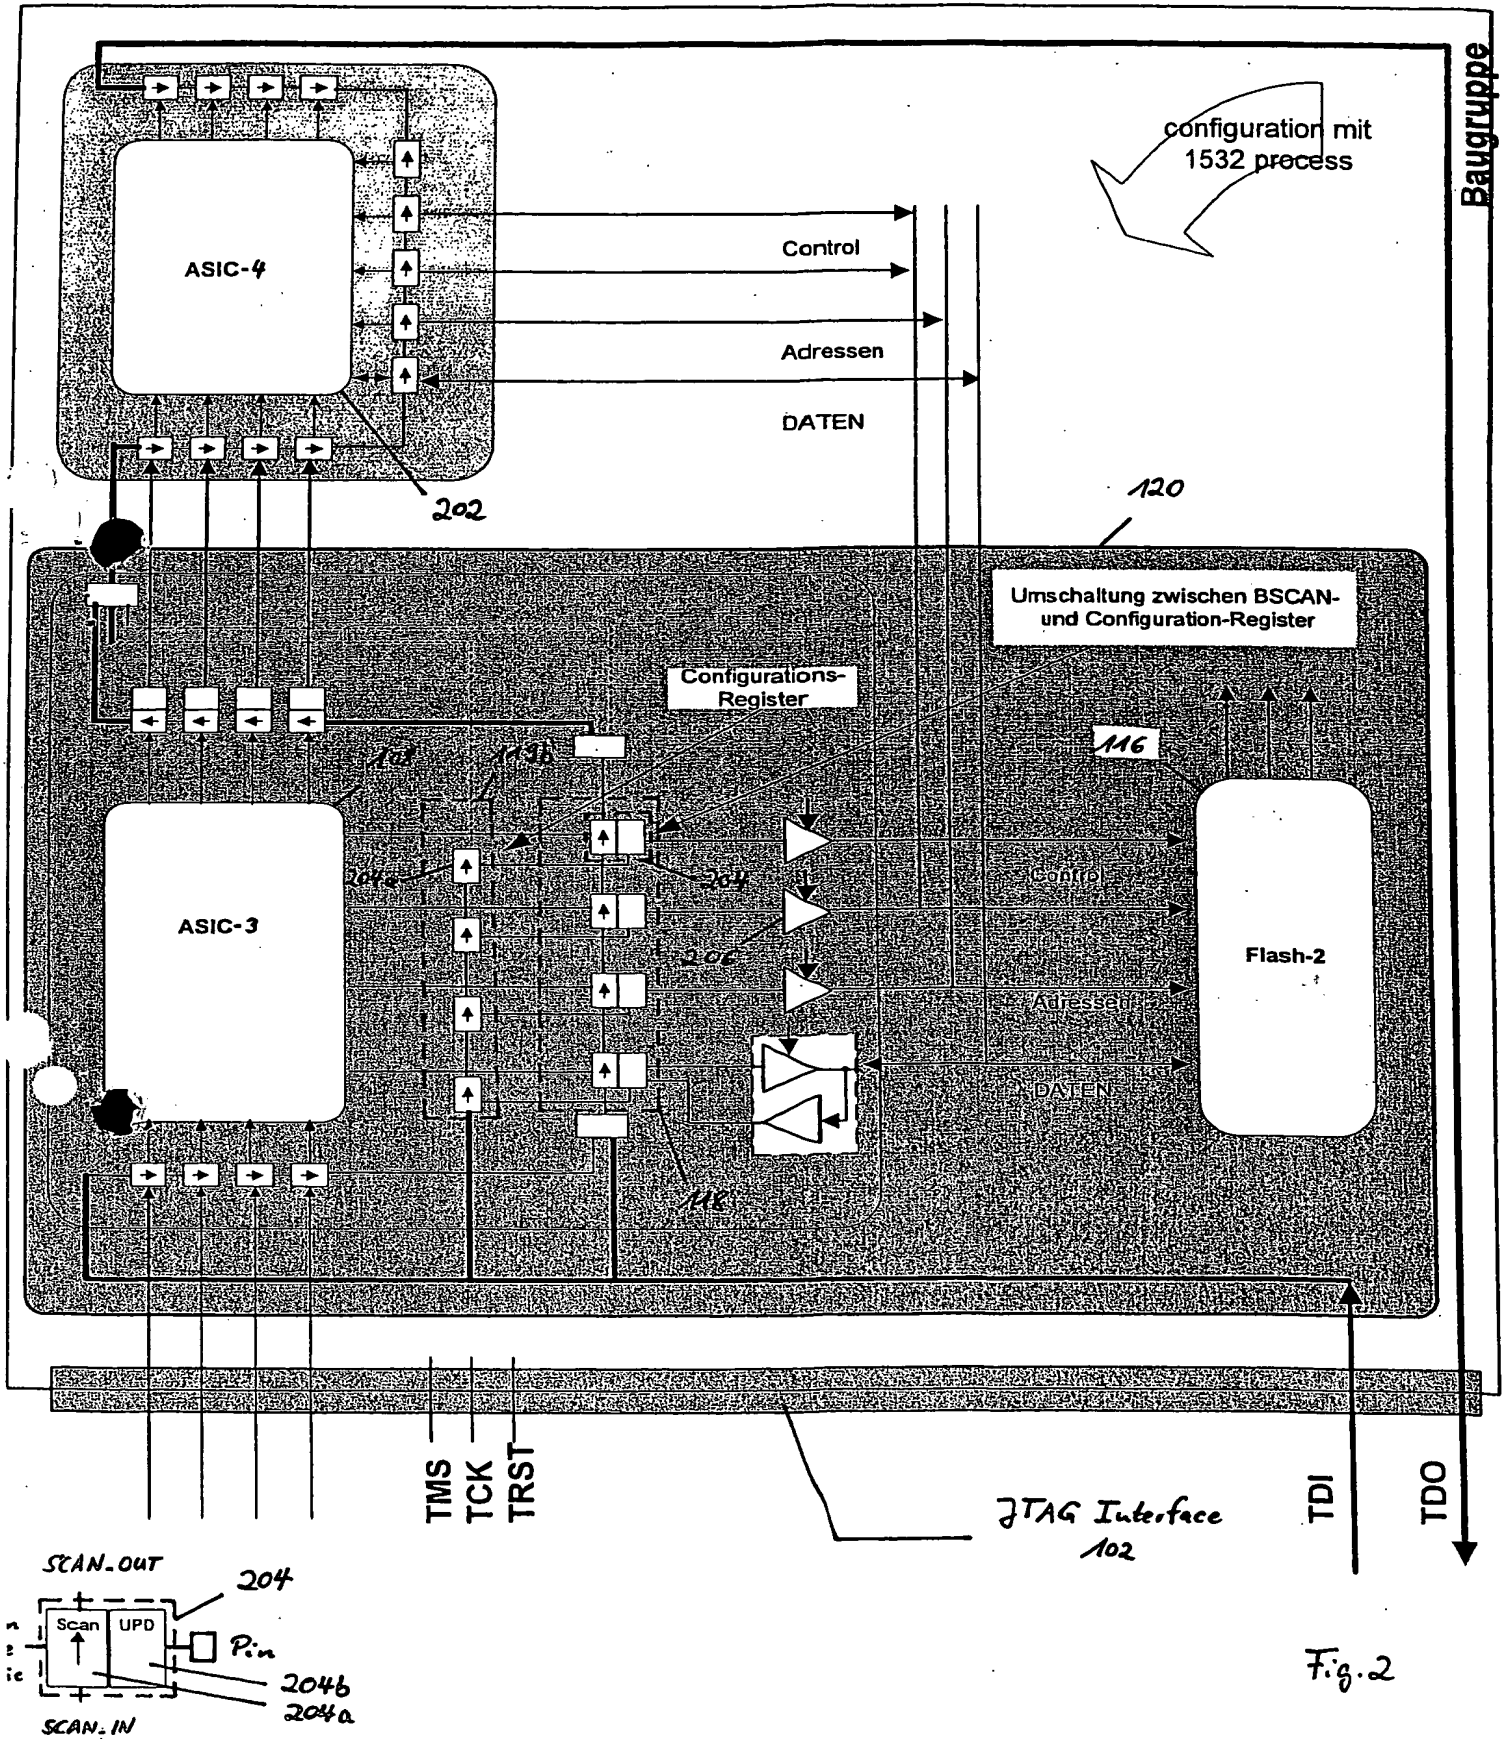 Baugruppe
configuration mit
1532 process
ASIC-4
Control
Adressen
DATEN
202
120
Umschaltung zwischen BSCAN-
und Configuration-Register
Configurations-
Register
116
108
119b
204a
204
Control
ASIC-3
206
Flash-2
Adressen
DATEN
118
TMS
TCK
TRST
TDI
TDO
JTAG Interface
102
SCAN-OUT
204
Scan
UPD
Pin
204b
204a
SCAN-IN
Fig. 2